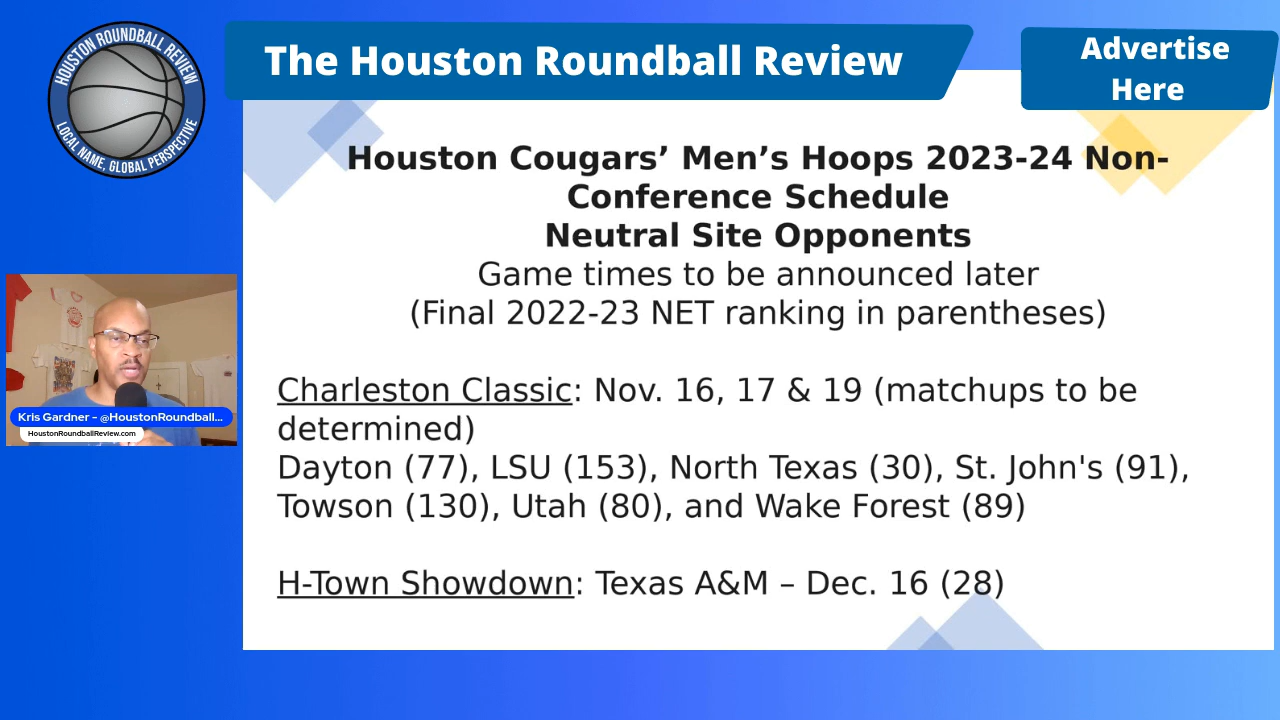 HOUSTON ROUNDBALL REVIEW
LOCAL NAME, GLOBAL PERSPECTIVE
The Houston Roundball Review
Advertise
Here
Houston Cougars’ Men’s Hoops 2023-24 Non-
Conference Schedule
Neutral Site Opponents
Game times to be announced later
(Final 2022-23 NET ranking in parentheses)
Charleston Classic: Nov. 16, 17 & 19 (matchups to be
determined)
Dayton (77), LSU (153), North Texas (30), St. John's (91),
Towson (130), Utah (80), and Wake Forest (89)
H-Town Showdown: Texas A&M – Dec. 16 (28)
Kris Gardner - @HoustonRoundball...
HoustonRoundballReview.com